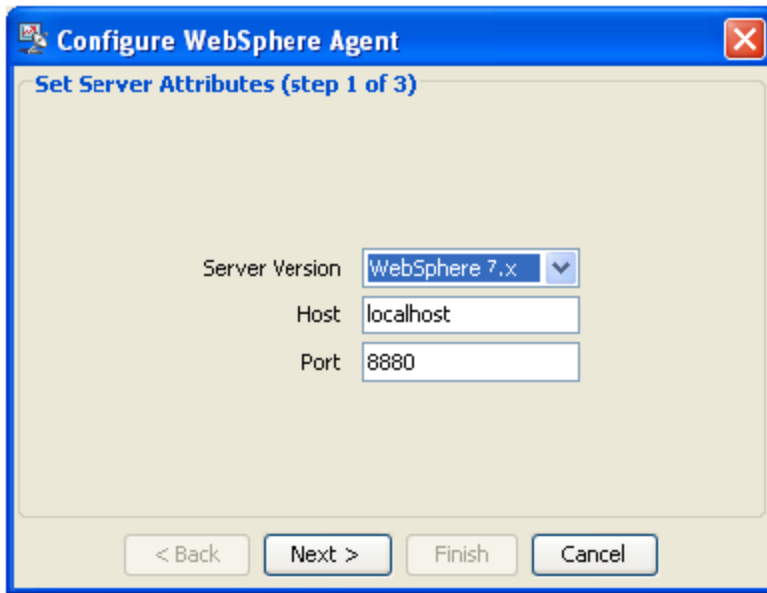 Configure WebSphere Agent
Set Server Attributes (step 1 of 3)
Server Version WebSphere 7.x
Host localhost
Port 8880
< Back Next > Finish Cancel